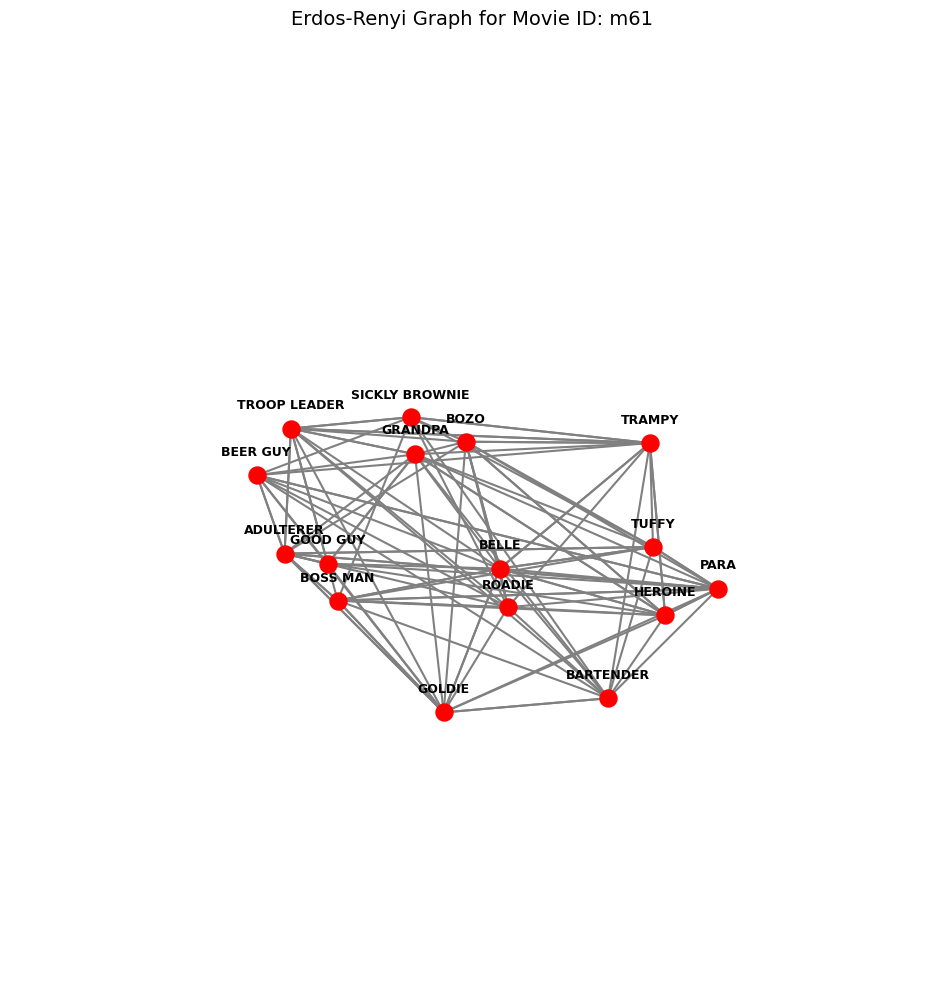 Erdos-Renyi Graph for Movie ID: m61
SICKLY BROWNIE
TROOP LEADER
BOZO
TRAMPY
GRANDPA
BEER GUY
TUFFY
ADULTERER
GOOD GUY
BELLE
PARA
BOSS MAN
ROADIE
HEROINE
BARTENDER
GOLDIE